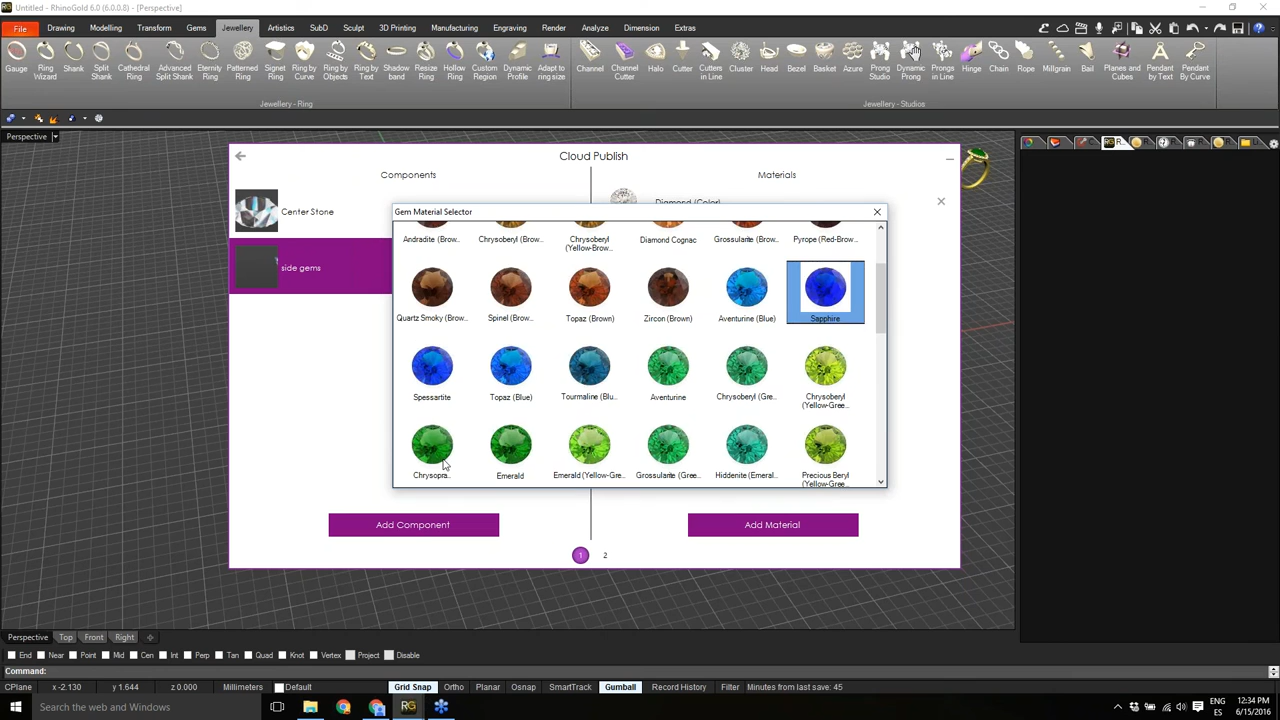 Untitled - RhinoGold 6.0 (6.0.0.8) - [Perspective]
File Drawing Modelling Transform Gems Jewellery Artistics SubD Sculpt 3D Printing Manufacturing Engraving Render Analyze Dimension Extras
Gauge Ring Wizard Shank Split Shank Cathedral Ring Advanced Split Shank Eternity Ring Patterned Ring Signet Ring Ring by Curve Ring by Objects Ring by Text Shadow band Resize Ring Hollow Ring Custom Region Dynamic Profile Adapt to ring size Channel Channel Cutter Halo Cutter Cutters in Line Cluster Head Bezel Basket Azure Prong Studio Dynamic Prong Prongs in Line Hinge Chain Rope Millgrain Bail Planes and Cubes Pendant by Text Pendant By Curve
Jewellery - Ring Jewellery - Studios
Perspective
Cloud Publish
Components Materials
Center Stone
Diamond (Color)
Gem Material Selector
side gems
Andradite (Brow... Chrysoberyl (Brow... Chrysoberyl (Yellow-Brow... Diamond Cognac Grossularite (Brow... Pyrope (Red-Brow...
Quartz Smoky (Brow... Spinel (Brow... Topaz (Brown) Zircon (Brown) Aventurine (Blue) Sapphire
Spessartite Topaz (Blue) Tourmaline (Blu... Aventurine Chrysoberyl (Gre... Chrysoberyl (Yellow-Gree...
Chrysopra... Emerald Emerald (Yellow-Gre... Grossularite (Gree... Hiddenite (Emeral... Precious Beryl (Yellow-Gree...
Add Component Add Material
1 2
Perspective Top Front Right
End Near Point Mid Cen Int Perp Tan Quad Knot Vertex Project Disable
Command:
CPlane x -2.130 y 1.644 z 0.000 Millimeters Default Grid Snap Ortho Planar Osnap SmartTrack Gumball Record History Filter Minutes from last save: 45
Search the web and Windows
ENG 12:34 PM
ES 6/15/2016